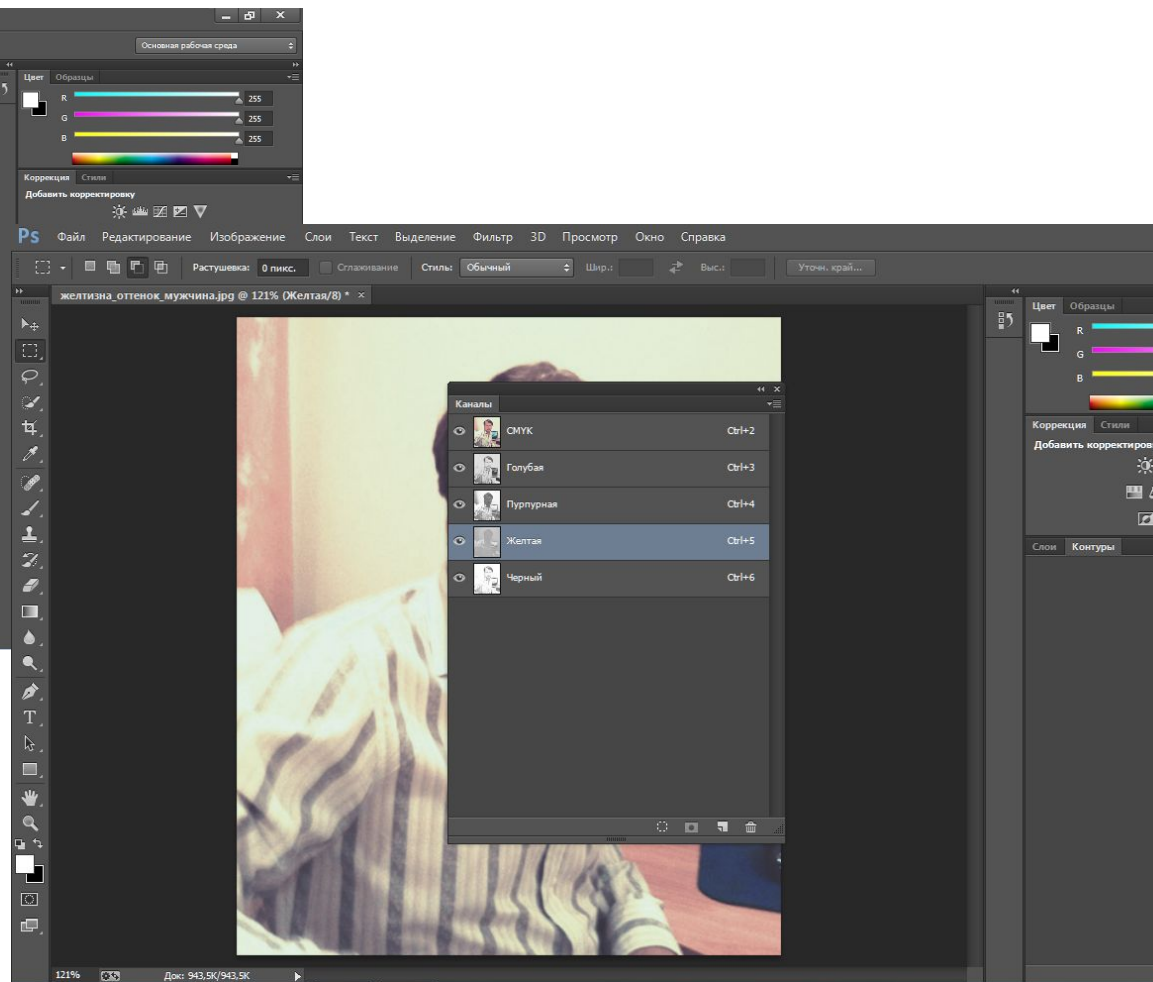 Основная рабочая среда
Цвет Образцы
R 255
G 255
B 255
Коррекция Стили
Добавить корректировку
Ps Файл Редактирование Изображение Слои Текст Выделение Фильтр 3D Просмотр Окно Справка
Растушевка: 0 пикс. Сглаживание Стиль: Обычный Шир.: Выс.: Уточн. край...
желтизна_оттенок_мужчина.jpg @ 121% (Желтая/8) * ×
Цвет Образцы
R
G
B
Каналы
CMYK Ctrl+2
Голубая Ctrl+3
Пурпурная Ctrl+4
Желтая Ctrl+5
Черный Ctrl+6
Коррекция Стили
Добавить корректиров
Слои Контуры
121% Док: 943,5K/943,5K